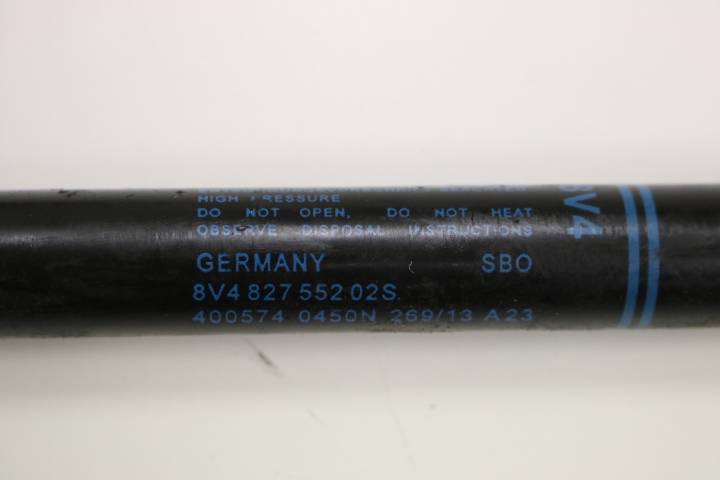 HIGH PRESSURE
DO NOT OPEN. DO NOT HEAT
OBSERVE DISPOSAL INSTRUCTIONS
GERMANY SBO
8V4 827 552 02S
400574 0450N 269/13 A23
8V4